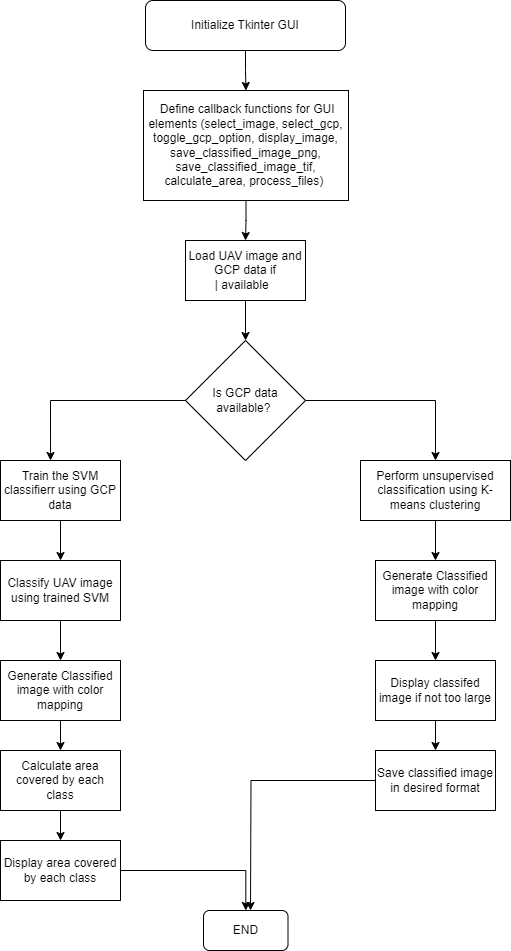 Initialize Tkinter GUI
Define callback functions for GUI
elements (select_image, select_gcp,
toggle_gcp_option, display_image,
save_classified_image_png,
save_classified_image_tif,
calculate_area, process_files)
Load UAV image and
GCP data if
| available
Is GCP data
available?
Train the SVM
classifierr using GCP
data
Perform unsupervised
classification using K-
means clustering
Classify UAV image
using trained SVM
Generate Classified
image with color
mapping
Generate Classified
image with color
mapping
Display classifed
image if not too large
Calculate area
covered by each
class
Save classified image
in desired format
Display area covered
by each class
END